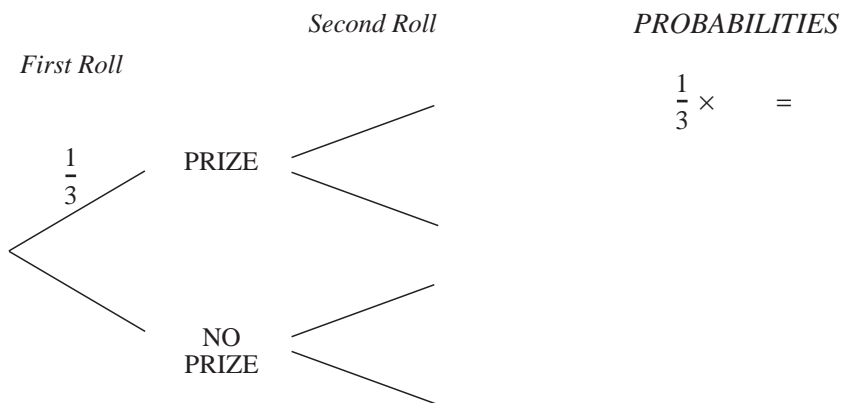 Second Roll
PROBABILITIES
First Roll
1/3 × =
1/3
PRIZE
NO
PRIZE